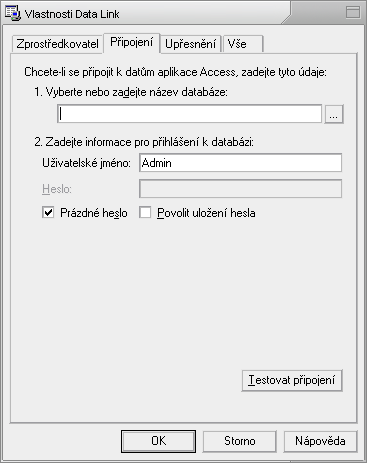 Vlastnosti Data Link
Zprostředkovatel Připojení Upřesnění Vše
Chcete-li se připojit k datům aplikace Access, zadejte tyto údaje:
1. Vyberte nebo zadejte název databáze:
...
2. Zadejte informace pro přihlášení k databázi:
Uživatelské jméno: Admin
Heslo:
Prázdné heslo Povolit uložení hesla
Testovat připojení
OK Storno Nápověda